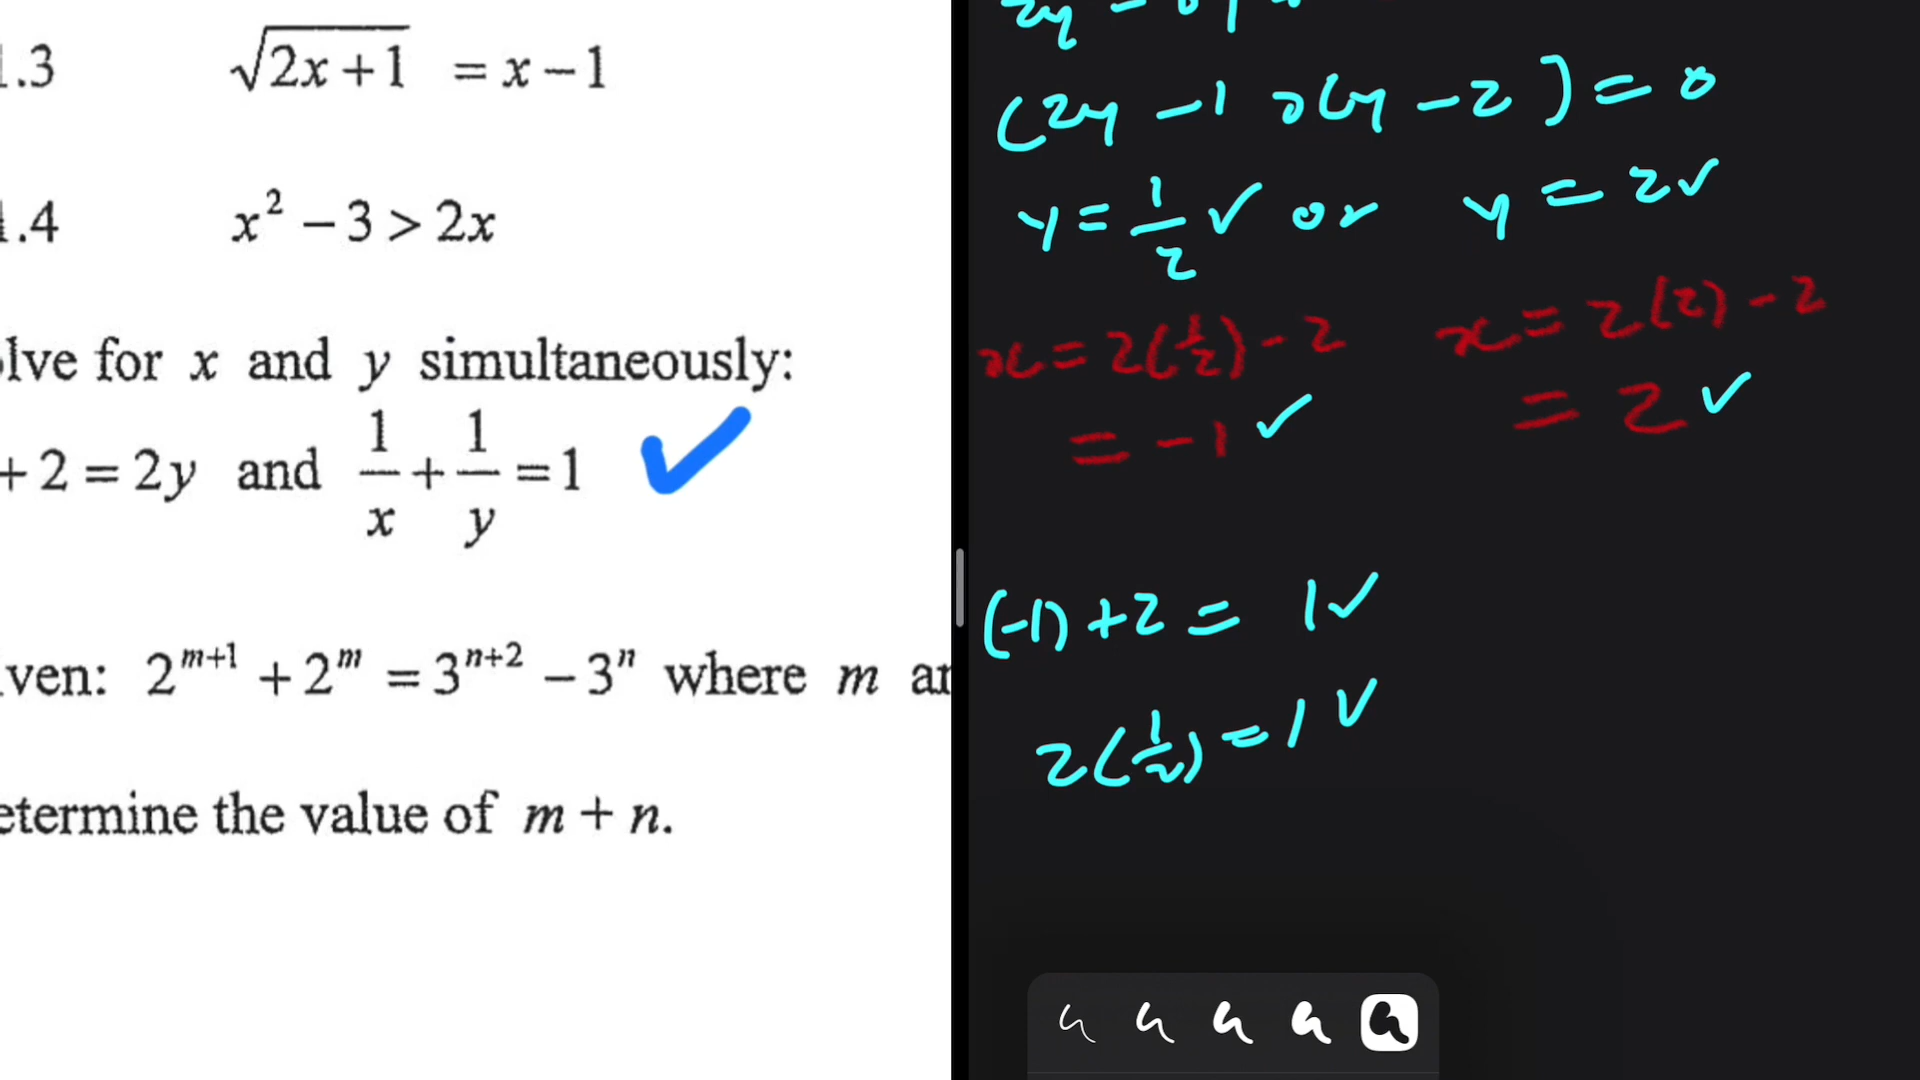 1.3 √2x+1 = x−1
1.4 x² − 3 > 2x
lve for x and y simultaneously:
+ 2 = 2y and 1/x + 1/y = 1 ✓
ven: 2^{m+1} + 2^m = 3^{n+2} − 3^n where m
etermine the value of m + n.
(2y − 1)(y − 2) = 0
y = 1/2 ✓ or y = 2 ✓
x = 2(1/2) − 2 x = 2(2) − 2
= −1 ✓ = 2 ✓
(−1) + 2 = 1 ✓
2(1/2) = 1 ✓
a a a a a